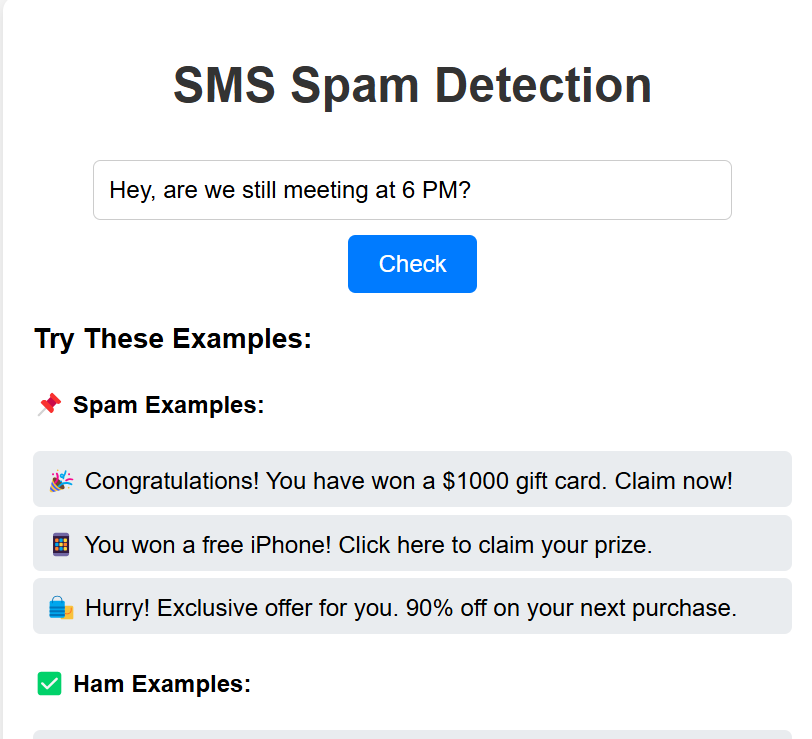 SMS Spam Detection
Hey, are we still meeting at 6 PM?
Check
Try These Examples:
📌 Spam Examples:
🎉 Congratulations! You have won a $1000 gift card. Claim now!
📱 You won a free iPhone! Click here to claim your prize.
🛍️ Hurry! Exclusive offer for you. 90% off on your next purchase.
✅ Ham Examples: